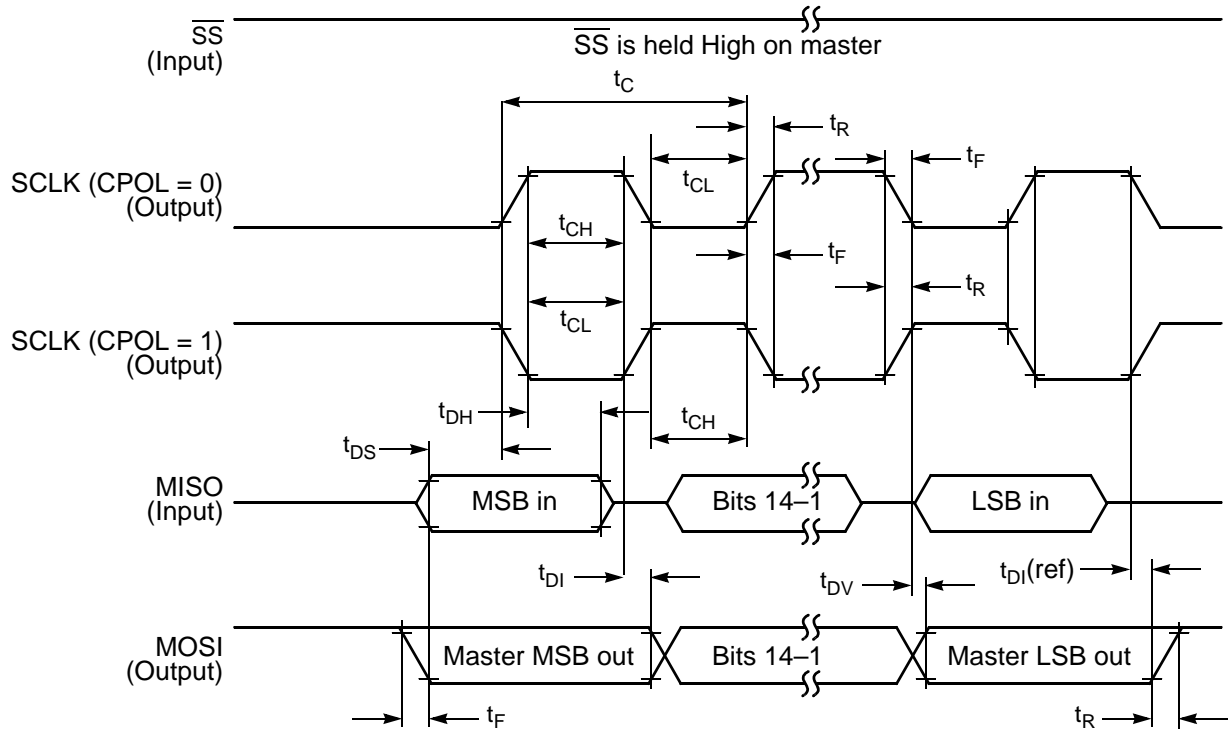 SS
(Input)
SS is held High on master
tC
tR
tF
SCLK (CPOL = 0)
(Output)
tCL
tCH
tF
tR
tCL
SCLK (CPOL = 1)
(Output)
tDH
tCH
tDS
MISO
(Input)
MSB in
Bits 14–1
LSB in
tDI
tDV
tDI(ref)
MOSI
(Output)
Master MSB out
Bits 14–1
Master LSB out
tF
tR